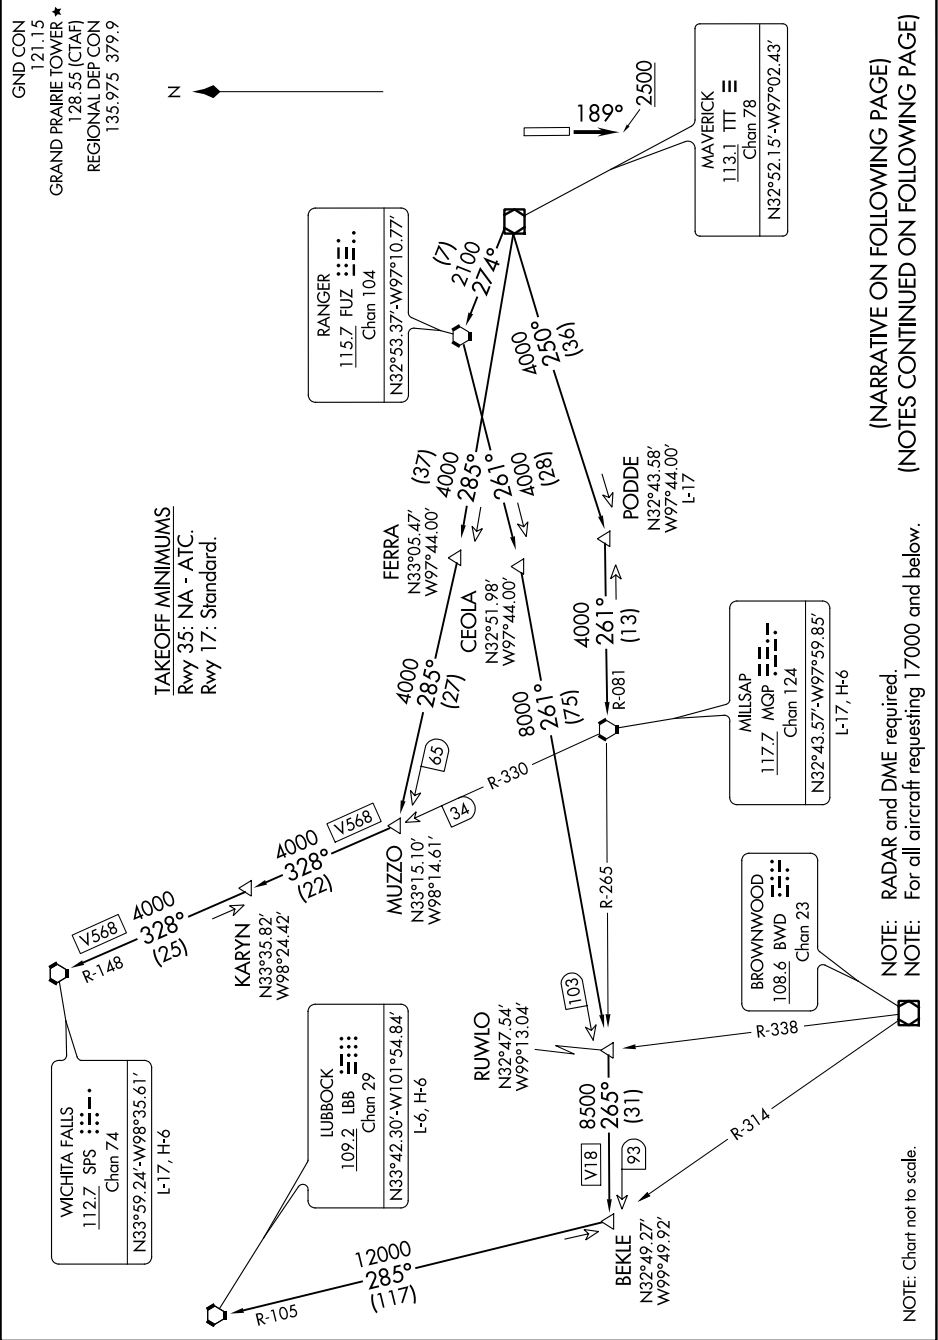 GND CON
121.15
GRAND PRAIRIE TOWER ★
128.55 (CTAF)
REGIONAL DEP CON
135.975 379.9
N
TAKEOFF MINIMUMS
Rwy 35: NA - ATC.
Rwy 17: Standard.
WICHITA FALLS
112.7 SPS
Chan 74
N33°59.24'-W98°35.61'
L-17, H-6
V568
4000
328°
(25)
R-148
KARYN
N33°35.82'
W98°24.42'
4000
328°
(22)
V568
MUZZO
N33°15.10'
W98°14.61'
65
34
R-330
4000
285°
(27)
FERRA
N33°05.47'
W97°44.00'
(37)
4000
285°
RANGER
115.7 FUZ
Chan 104
N32°53.37'-W97°10.77'
(7)
2100
274°
261°
4000
(28)
CEOLA
N32°51.98'
W97°44.00'
8000
261°
(75)
4000
250°
(36)
PODDE
N32°43.58'
W97°44.00'
L-17
4000
261°
(13)
R-081
189°
2500
MAVERICK
113.1 TTT
Chan 78
N32°52.15'-W97°02.43'
MILLSAP
117.7 MQP
Chan 124
N32°43.57'-W97°59.85'
L-17, H-6
R-265
RUWLO
N32°47.54'
W99°13.04'
103
LUBBOCK
109.2 LBB
Chan 29
N33°42.30'-W101°54.84'
L-6, H-6
R-105
12000
285°
(117)
BEKLE
N32°49.27'
W99°49.92'
8500
265°
(31)
V18
93
BROWNWOOD
108.6 BWD
Chan 23
R-338
R-314
NOTE: RADAR and DME required.
NOTE: For all aircraft requesting 17000 and below.
NOTE: Chart not to scale.
(NARRATIVE ON FOLLOWING PAGE)
(NOTES CONTINUED ON FOLLOWING PAGE)